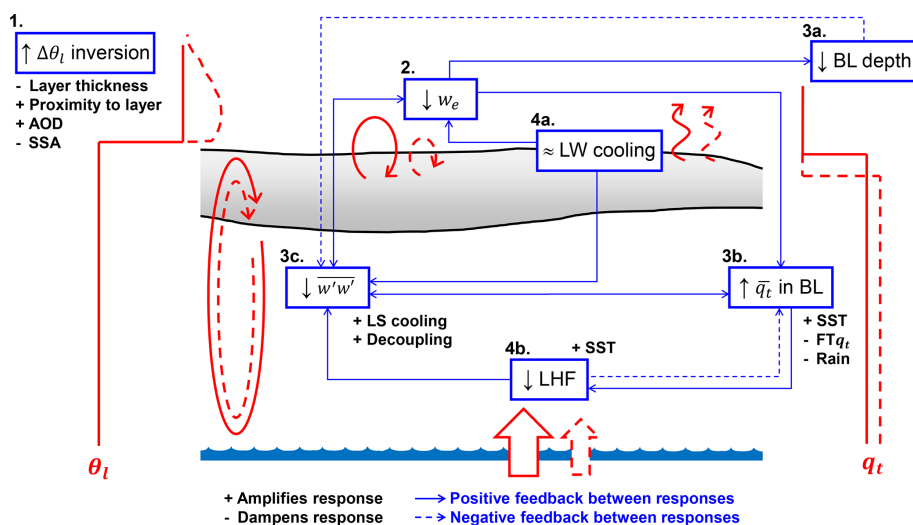 1.
↑ Δθ_l inversion
- Layer thickness
+ Proximity to layer
+ AOD
- SSA
2.
↓ w_e
3a.
↓ BL depth
4a.
≈ LW cooling
3c.
↓ \overline{w'w'}
+ LS cooling
+ Decoupling
3b.
↑ \overline{q}_t in BL
+ SST
- FTq_t
- Rain
4b.
+ SST
↓ LHF
θ_l
q_t
+ Amplifies response
- Dampens response
Positive feedback between responses
Negative feedback between responses